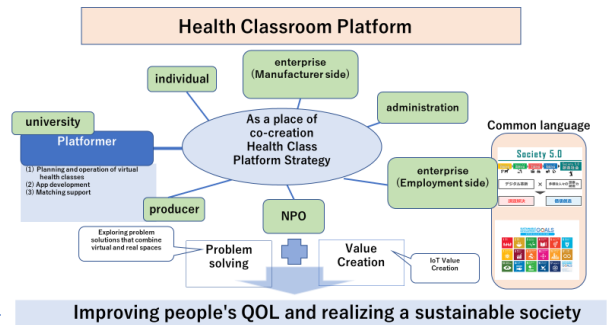 Health Classroom Platform
enterprise
(Manufacturer side)
individual
university
administration
Platformer
As a place of
co-creation
Health Class
Platform Strategy
Common language
Society 5.0
(1) Planning and operation of virtual
health classes
(2) App development
(3) Matching support
enterprise
(Employment side)
producer
NPO
Exploring problem
solutions that combine
virtual and real spaces
Problem
solving
Value
Creation
IoT Value
Creation
GOALS
Improving people's QOL and realizing a sustainable society